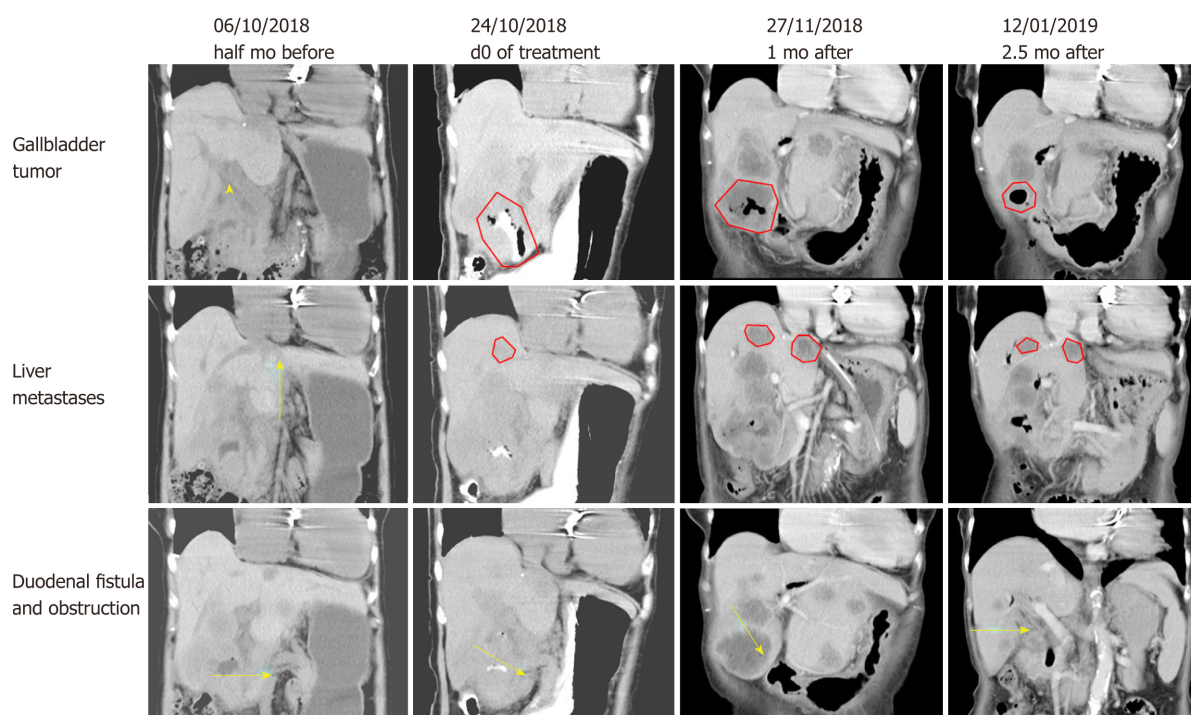 06/10/2018
half mo before
24/10/2018
d0 of treatment
27/11/2018
1 mo after
12/01/2019
2.5 mo after
Gallbladder
tumor
Liver
metastases
Duodenal fistula
and obstruction